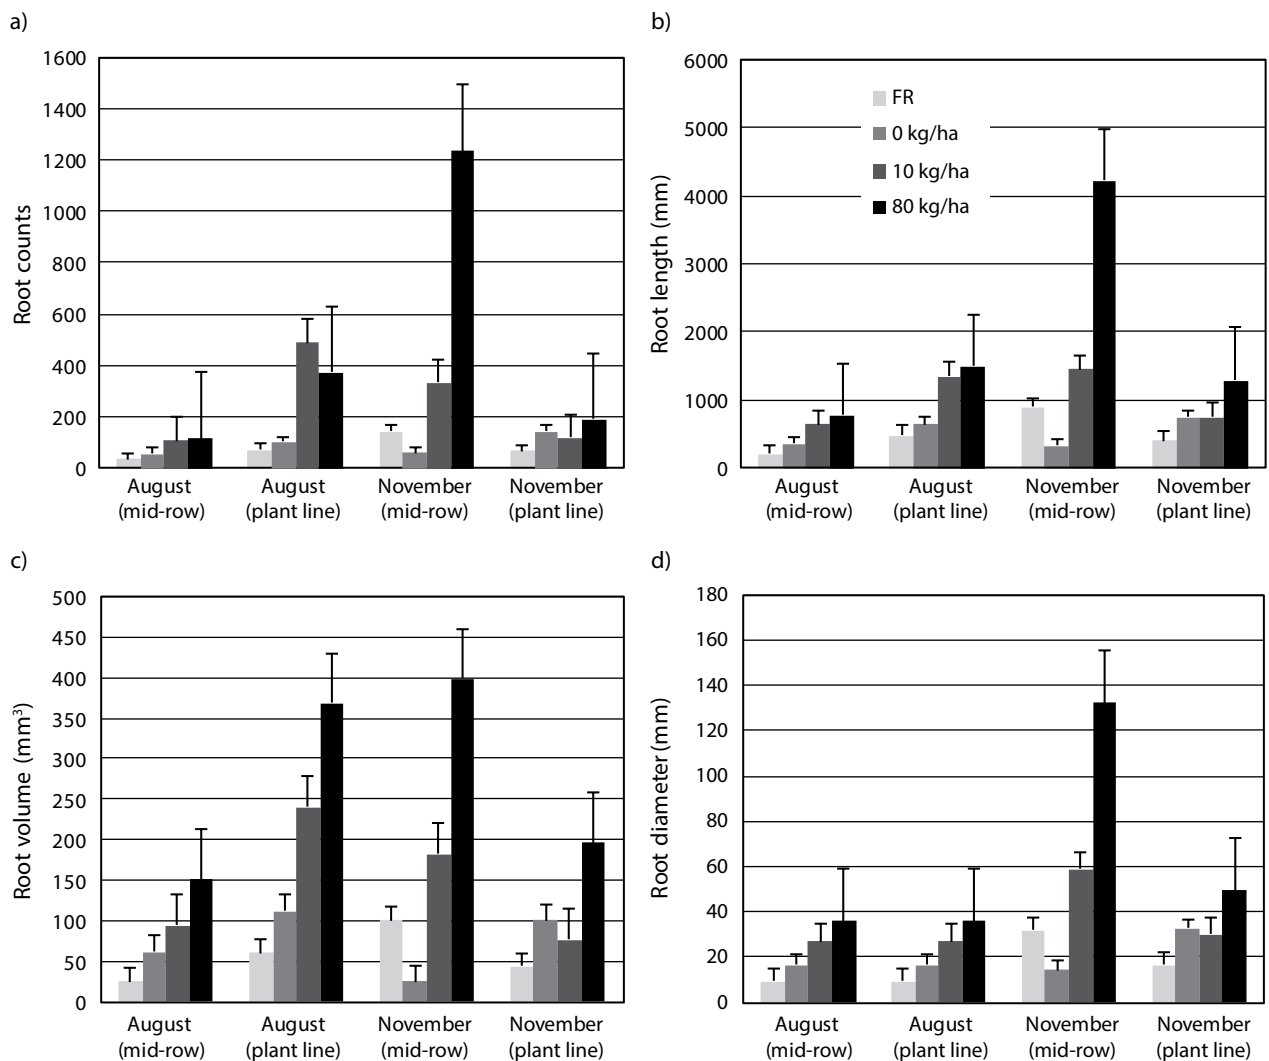 a)
1600
1400
1200
1000
800
600
400
200
0
Root counts
August
(mid-row)
August
(plant line)
November
(mid-row)
November
(plant line)
b)
6000
5000
4000
3000
2000
1000
0
Root length (mm)
FR
0 kg/ha
10 kg/ha
80 kg/ha
August
(mid-row)
August
(plant line)
November
(mid-row)
November
(plant line)
c)
500
450
400
350
300
250
200
150
100
50
0
Root volume (mm³)
August
(mid-row)
August
(plant line)
November
(mid-row)
November
(plant line)
d)
180
160
140
120
100
80
60
40
20
0
Root diameter (mm)
August
(mid-row)
August
(plant line)
November
(mid-row)
November
(plant line)